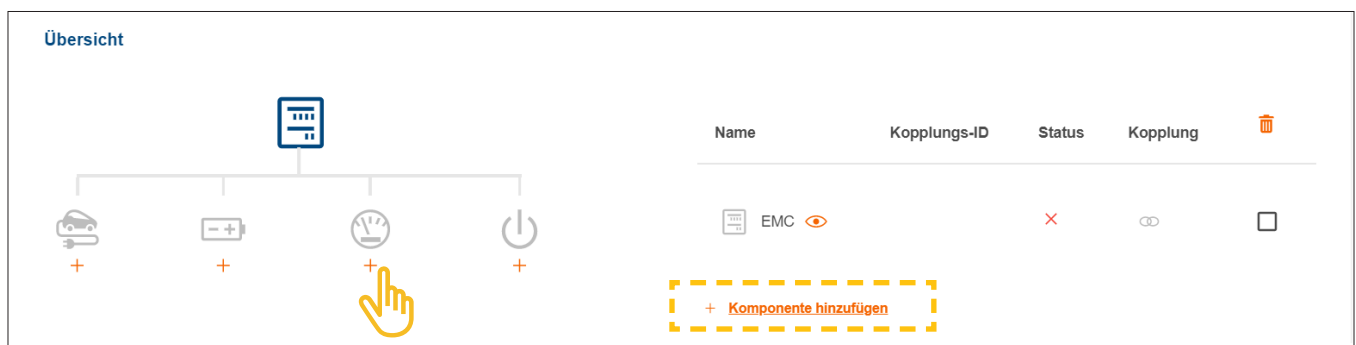 Übersicht
Name Kopplungs-ID Status Kopplung
EMC
+ Komponente hinzufügen